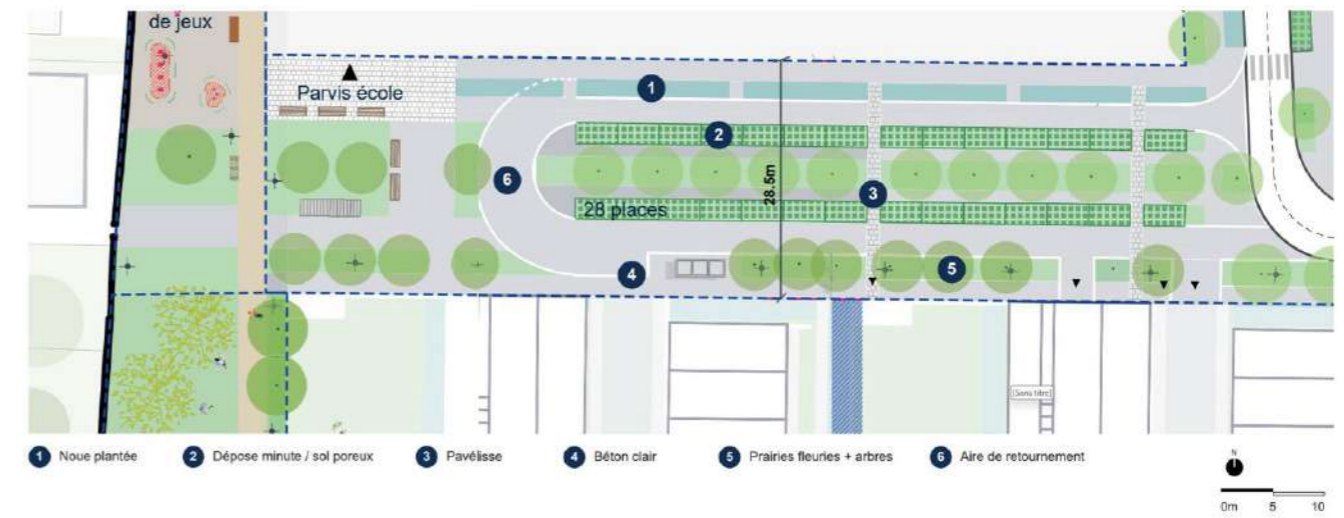 de jeux
Parvis école
1
2
28.5m
3
6
28 places
4
5
[Sans titre]
1 Noue plantée
2 Dépose minute / sol poreux
3 Pavélisse
4 Béton clair
5 Prairies fleuries + arbres
6 Aire de retournement
N
0m 5 10